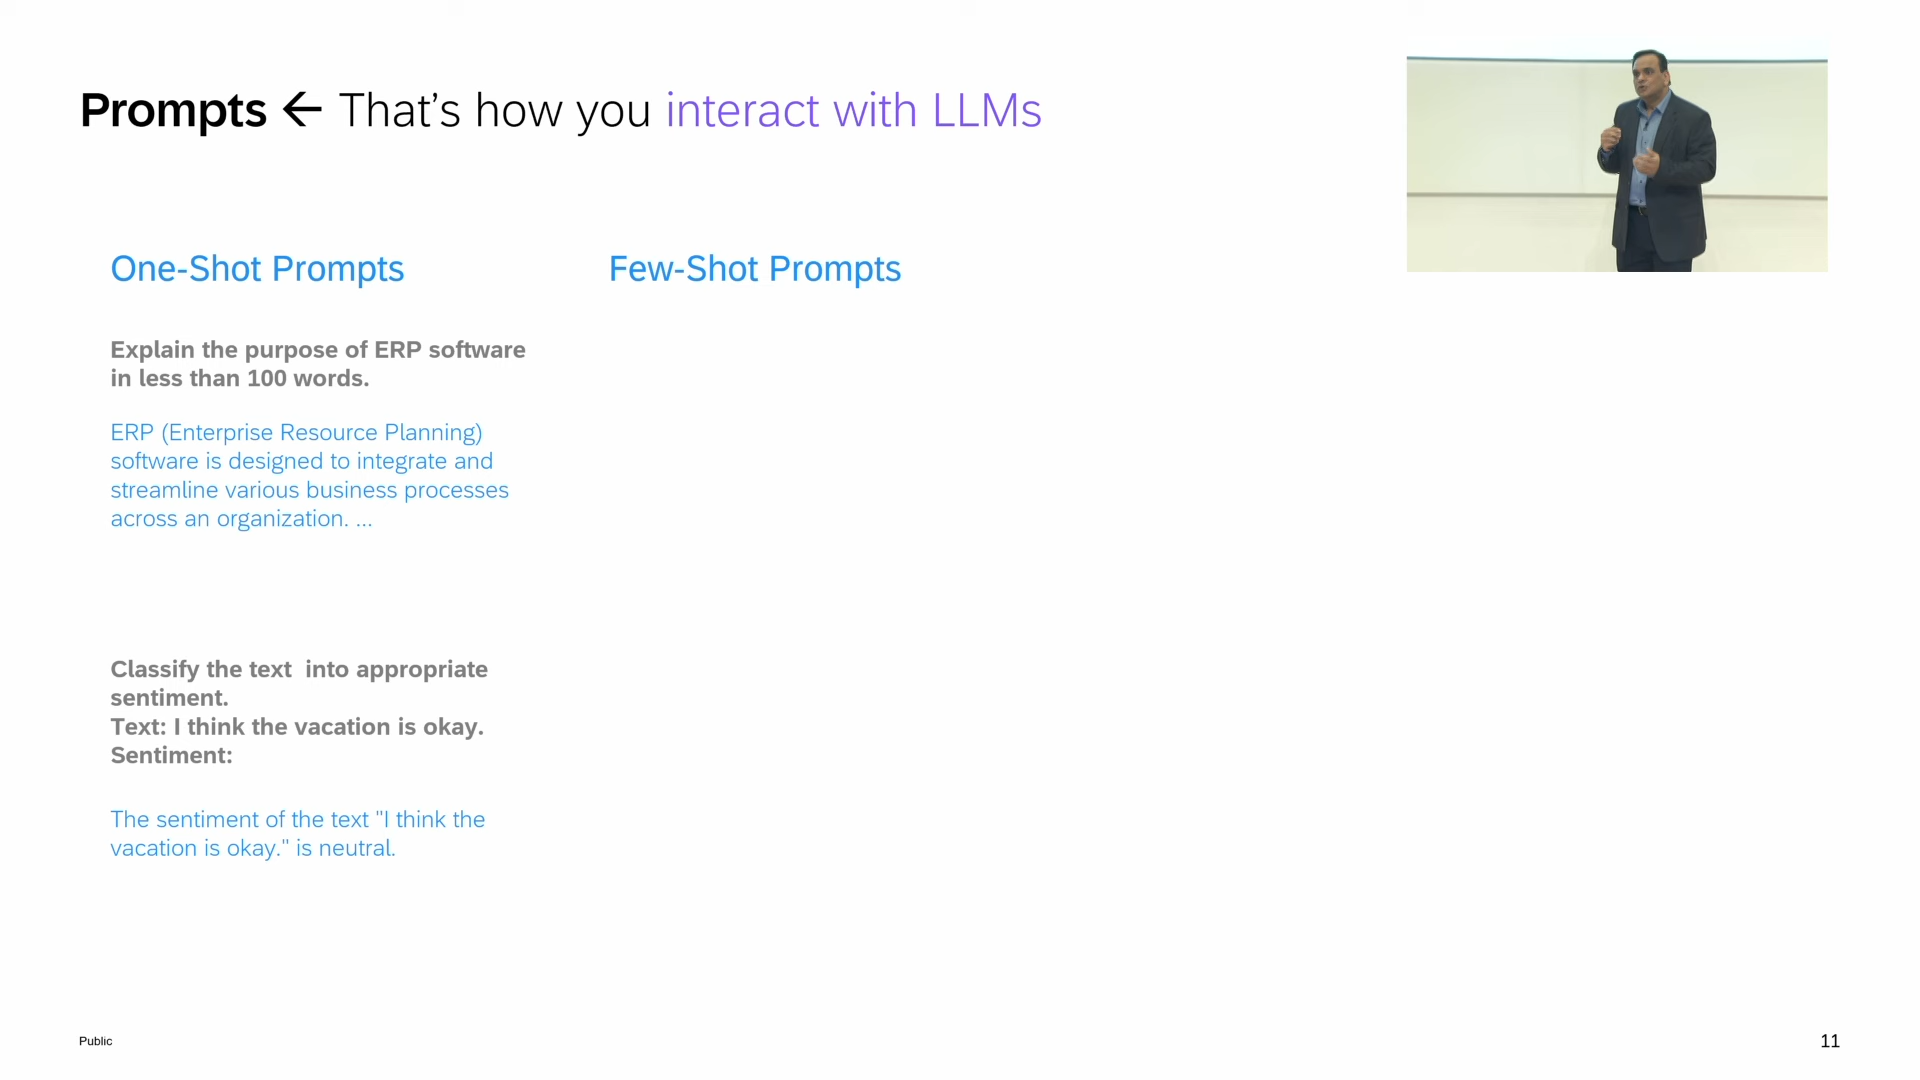 Prompts ← That’s how you interact with LLMs
One-Shot Prompts
Explain the purpose of ERP software
in less than 100 words.
ERP (Enterprise Resource Planning)
software is designed to integrate and
streamline various business processes
across an organization. ...
Classify the text  into appropriate
sentiment.
Text: I think the vacation is okay.
Sentiment:
The sentiment of the text "I think the
vacation is okay." is neutral.
Few-Shot Prompts
Public
11